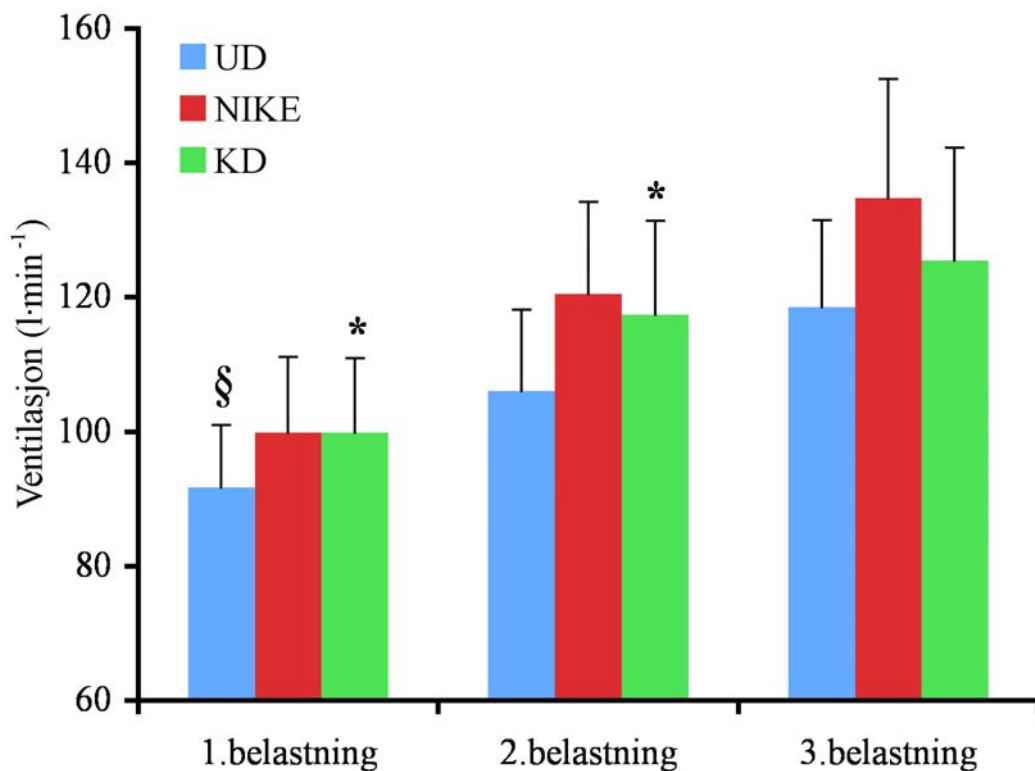 Ventilasjon (l·min⁻¹)
160
140
120
100
80
60
UD
NIKE
KD
§
*
*
1.belastning
2.belastning
3.belastning